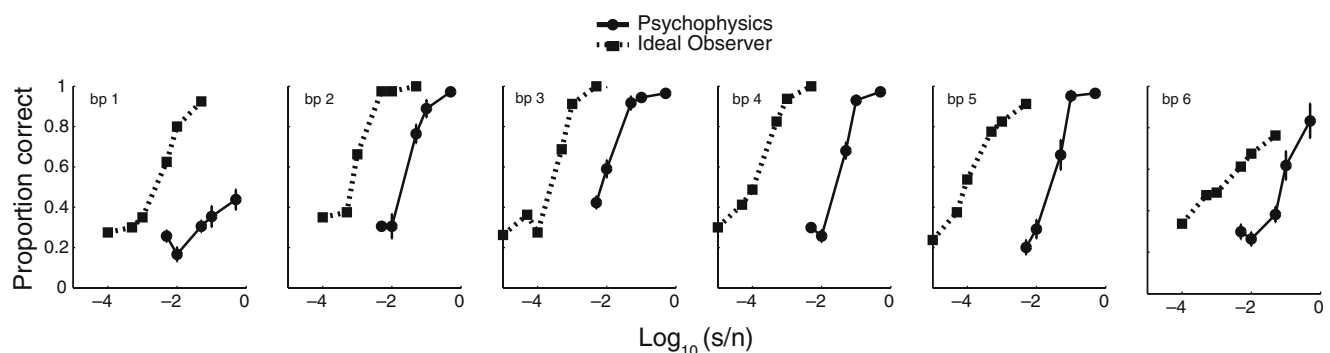 Psychophysics
Ideal Observer
Proportion correct
1
0.8
0.6
0.4
0.2
0
bp 1
bp 2
bp 3
bp 4
bp 5
bp 6
−4 −2 0
−4 −2 0
−4 −2 0
−4 −2 0
−4 −2 0
−4 −2 0
Log10 (s/n)